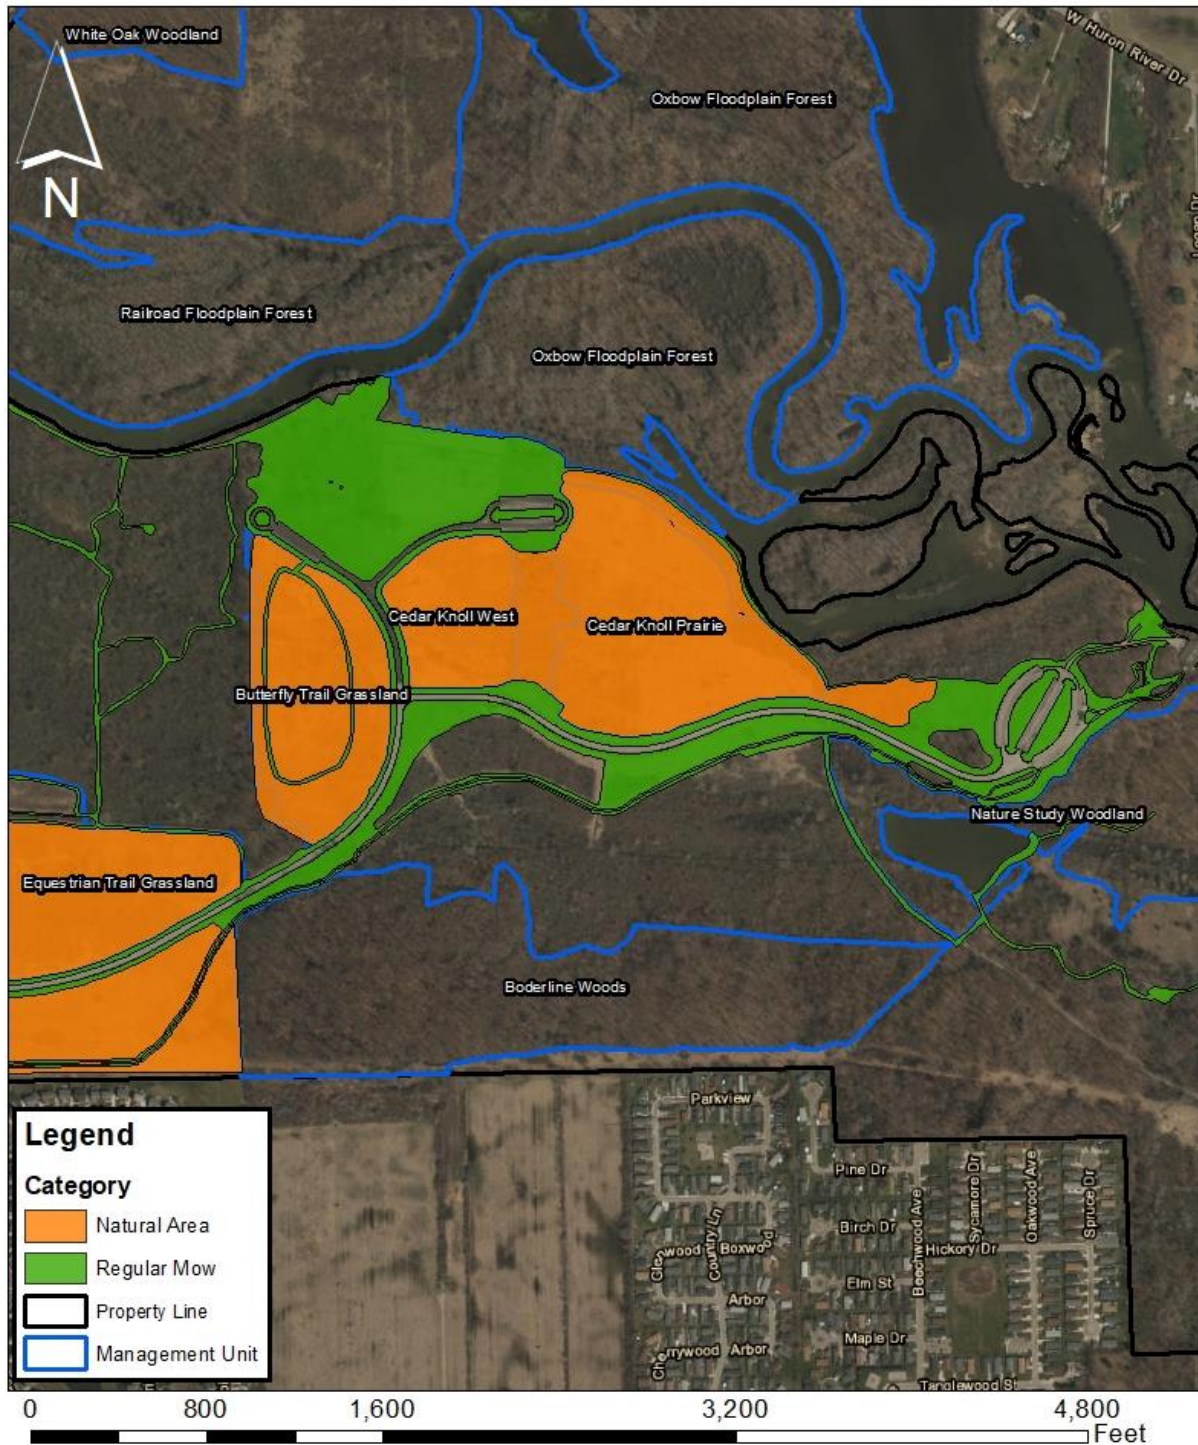 White Oak Woodland
W Huron River Dr
Oxbow Floodplain Forest
N
Railroad Floodplain Forest
Oxbow Floodplain Forest
Cedar Knoll West
Cedar Knoll Prairie
Butterfly Trail Grassland
Nature Study Woodland
Equestrian Trail Grassland
Boderline Woods
Parkview
Pine Dr
Birch Dr
Country Ln
Boxwood
Elm St
Arbor
Maple Dr
Arbor
Beechwood Ave
Sycamore Dr
Oakwood Ave
Spruce Dr
Hickory Dr
Tanglewood St
Legend
Category
Natural Area
Regular Mow
Property Line
Management Unit
0 800 1,600 3,200 4,800
Feet